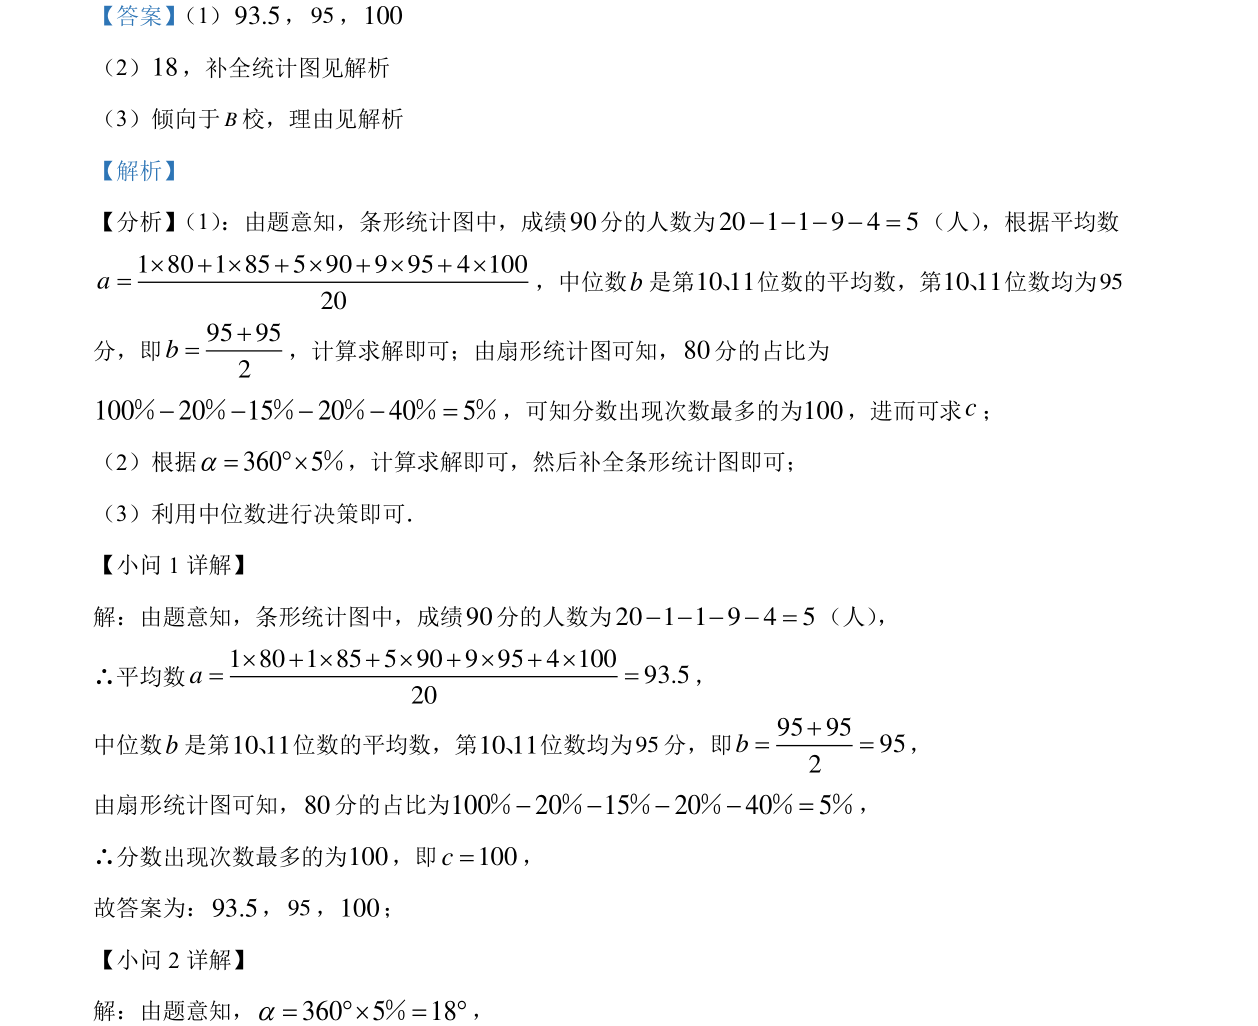 【答案】（1）93.5，95，100
（2）18，补全统计图见解析
（3）倾向于B校，理由见解析
【解析】
【分析】（1）：由题意知，条形统计图中，成绩90分的人数为20−1−1−9−4=5（人），根据平均数
a = (1×80+1×85+5×90+9×95+4×100)/20，中位数b是第10、11位数的平均数，第10、11位数均为95
分，即b = (95+95)/2，计算求解即可；由扇形统计图可知，80分的占比为
100%−20%−15%−20%−40%=5%，可知分数出现次数最多的为100，进而可求c；
（2）根据α=360°×5%，计算求解即可，然后补全条形统计图即可；
（3）利用中位数进行决策即可．
【小问1详解】
解：由题意知，条形统计图中，成绩90分的人数为20−1−1−9−4=5（人），
∴平均数a = (1×80+1×85+5×90+9×95+4×100)/20 = 93.5，
中位数b是第10、11位数的平均数，第10、11位数均为95分，即b = (95+95)/2 = 95，
由扇形统计图可知，80分的占比为100%−20%−15%−20%−40%=5%，
∴分数出现次数最多的为100，即c=100，
故答案为：93.5，95，100；
【小问2详解】
解：由题意知，α=360°×5%=18°，